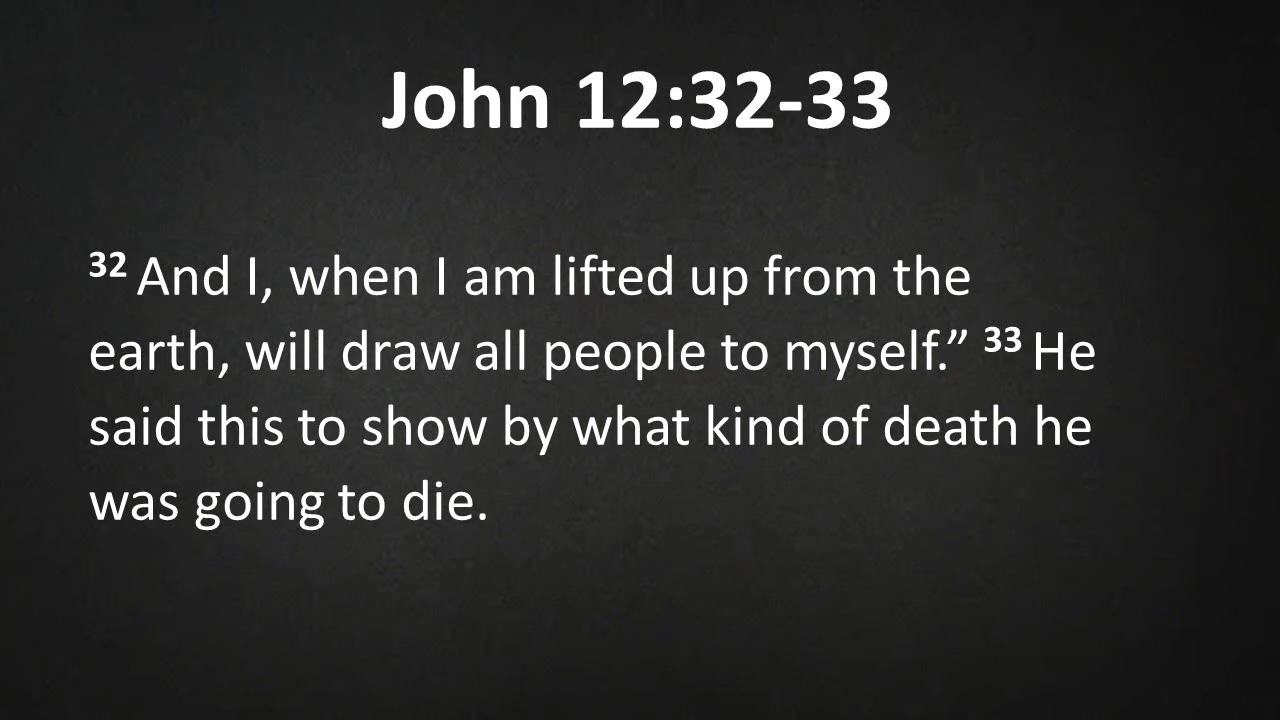 John 12:32-33
32 And I, when I am lifted up from the
earth, will draw all people to myself.” 33 He
said this to show by what kind of death he
was going to die.